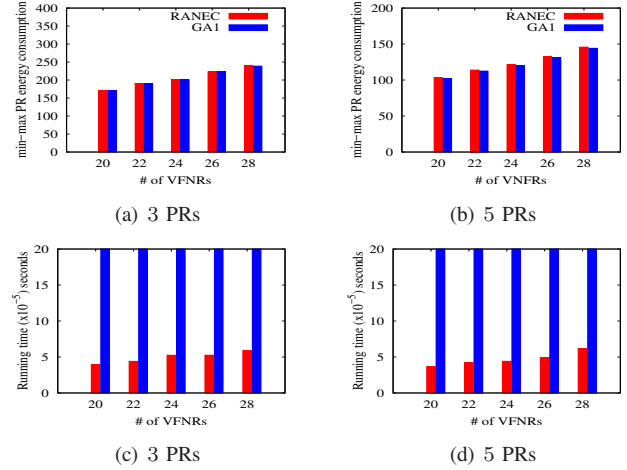 min-max PR energy consumption
400
350
300
250
200
150
100
50
0
RANEC
GA1
20 22 24 26 28
# of VFNRs
(a) 3 PRs
min-max PR energy consumption
200
150
100
50
0
RANEC
GA1
20 22 24 26 28
# of VNFRs
(b) 5 PRs
Running time (x10⁻⁵) seconds
20
15
10
5
0
20 22 24 26 28
# of VFNRs
(c) 3 PRs
Running time (x10⁻⁵) seconds
20
15
10
5
0
20 22 24 26 28
# of VFNRs
(d) 5 PRs